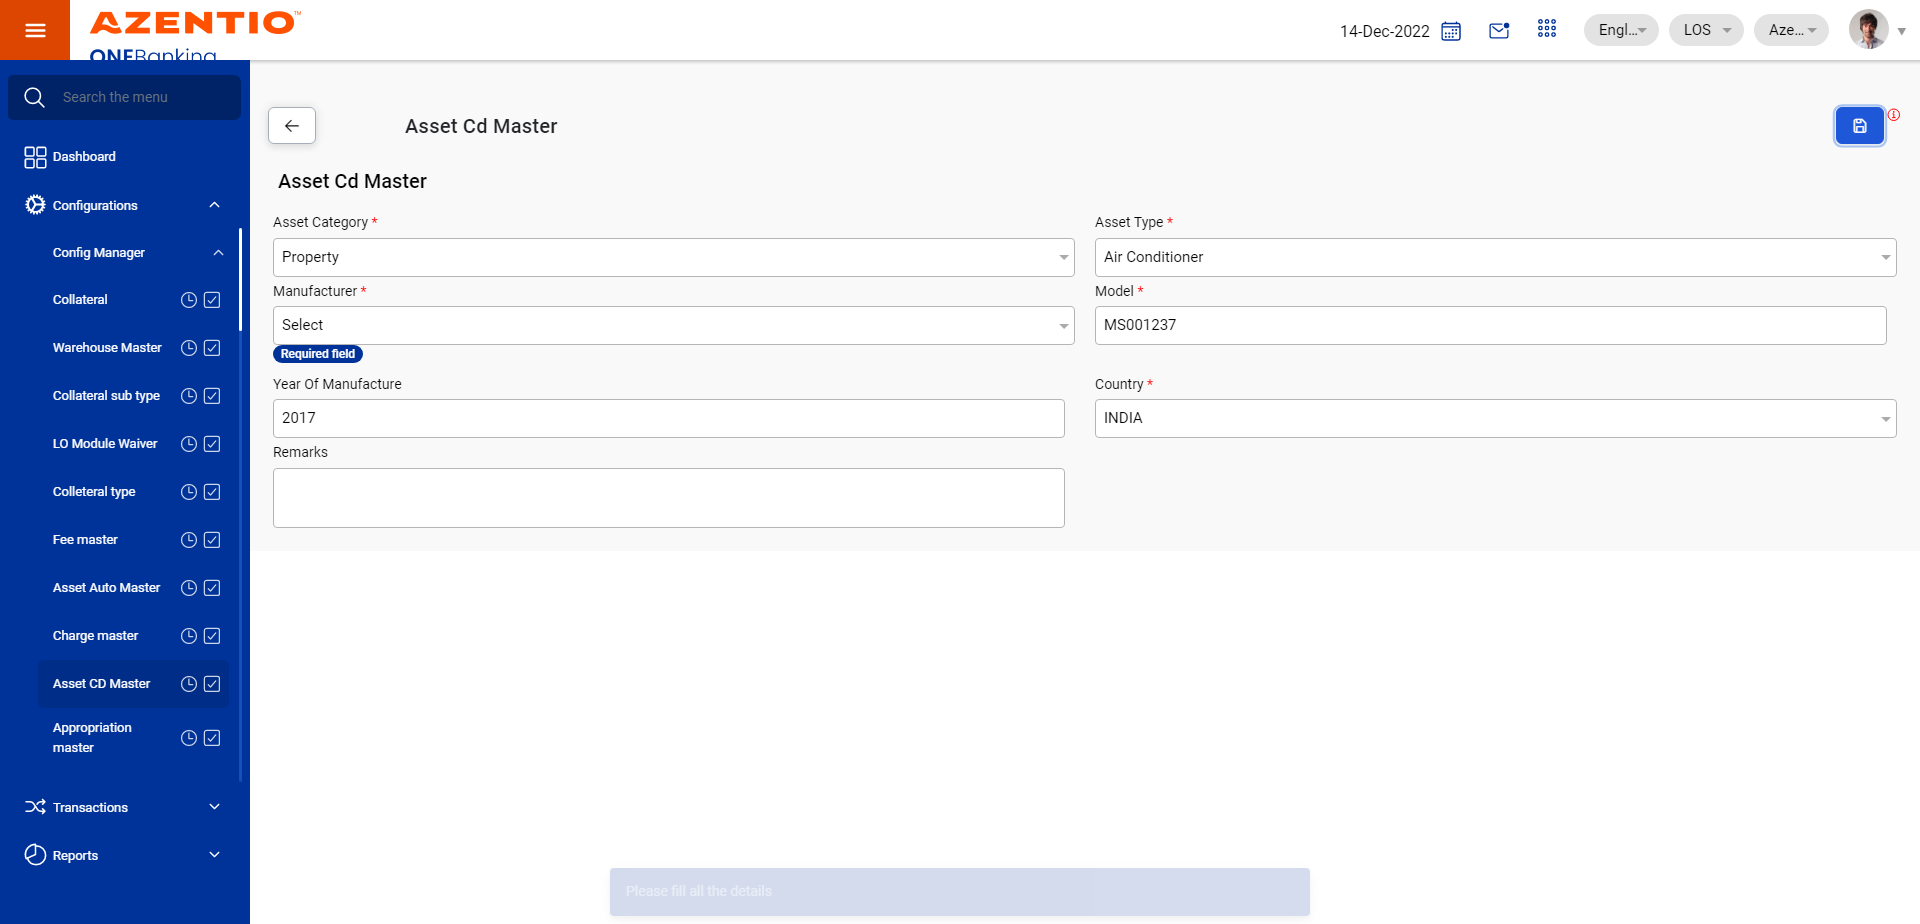 AZENTIO™
ONEBanking
14-Dec-2022
Engl...
LOS
Aze...
Search the menu
Dashboard
Configurations
Config Manager
Collateral
Warehouse Master
Collateral sub type
LO Module Waiver
Colleteral type
Fee master
Asset Auto Master
Charge master
Asset CD Master
Appropriation
master
Transactions
Reports
Asset Cd Master
Asset Cd Master
Asset Category *
Asset Type *
Property
Air Conditioner
Manufacturer *
Model *
Select
MS001237
Required field
Year Of Manufacture
Country *
2017
INDIA
Remarks
Please fill all the details